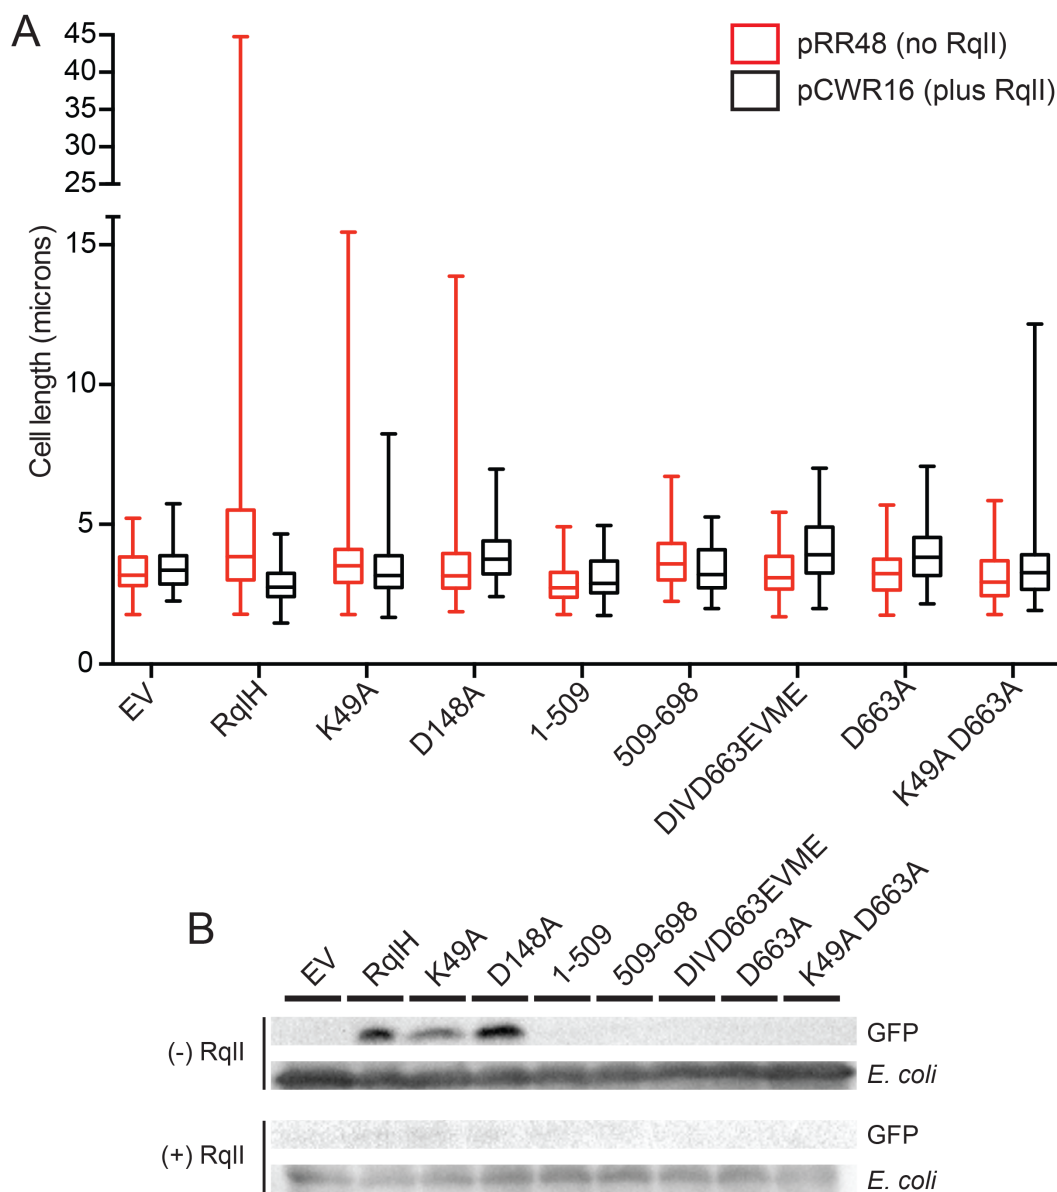 A
pRR48 (no RqII)
pCWR16 (plus RqII)
Cell length (microns)
45
40
35
30
25
15
10
5
0
EV
RqlH
K49A
D148A
1-509
509-698
DIVD663EVME
D663A
K49A D663A
B
EV
RqlH
K49A
D148A
1-509
509-698
DIVD663EVME
D663A
K49A D663A
(-) RqlI
GFP
E. coli
(+) RqlI
GFP
E. coli